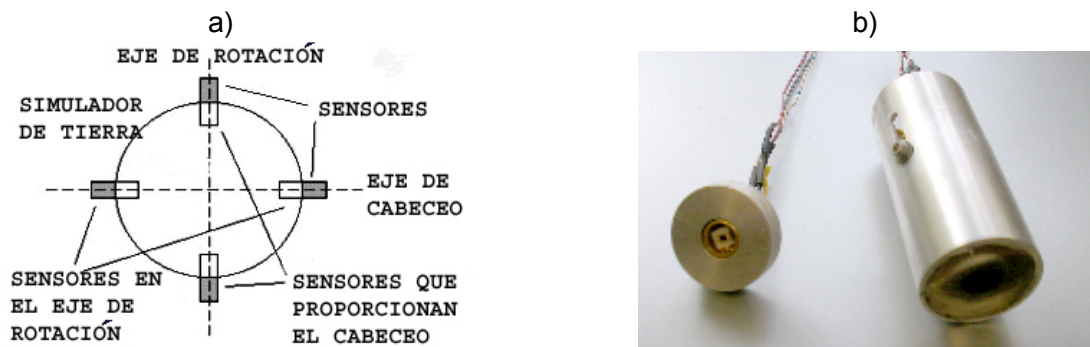 a)
b)
EJE DE ROTACIÓN
SIMULADOR
DE TIERRA
SENSORES
EJE DE
CABECEO
SENSORES EN
EL EJE DE
ROTACIÓN
SENSORES QUE
PROPORCIONAN
EL CABECEO